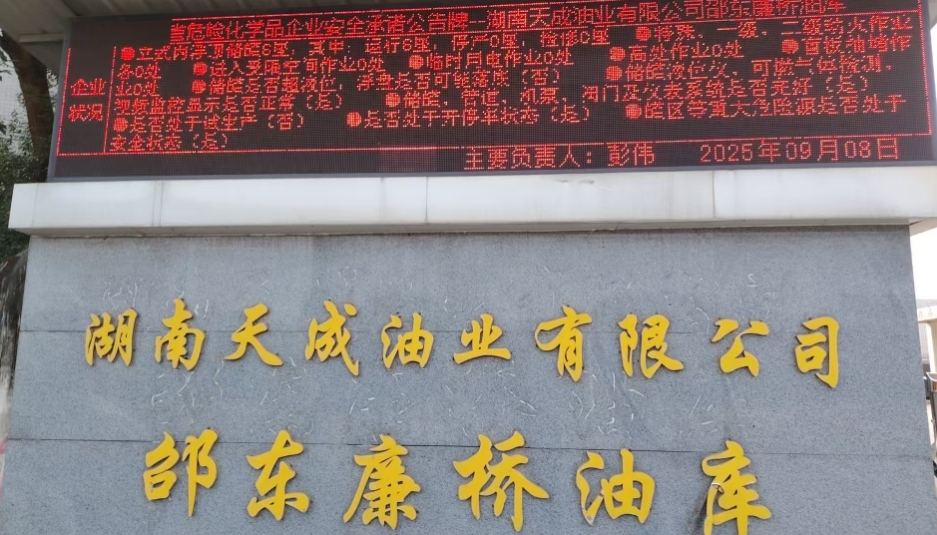 危险化学品企业安全承诺公告牌--湖南天成油业有限公司邵东廉桥油库
企业
状况
●立式内浮顶储罐6座，其中：运行6座，停产0座，检修0座 ●特殊、一级、二级动火作业
各0处 ●进入受限空间作业0处 ●临时用电作业0处 ●高处作业0处 ●盲板抽堵作
业0处 ●储罐是否超液位，浮盘是否可能落底（否） ●储罐液位仪、可燃气体检测、
视频监控显示是否正常（是） ●储罐、管道、机泵、阀门及仪表系统是否完好（是）
●是否处于试生产（否） ●是否处于开停车状态（是） ●罐区等重大危险源是否处于
安全状态（是）
主要负责人：彭伟 2025年09月08日
湖南天成油业有限公司
邵东廉桥油库